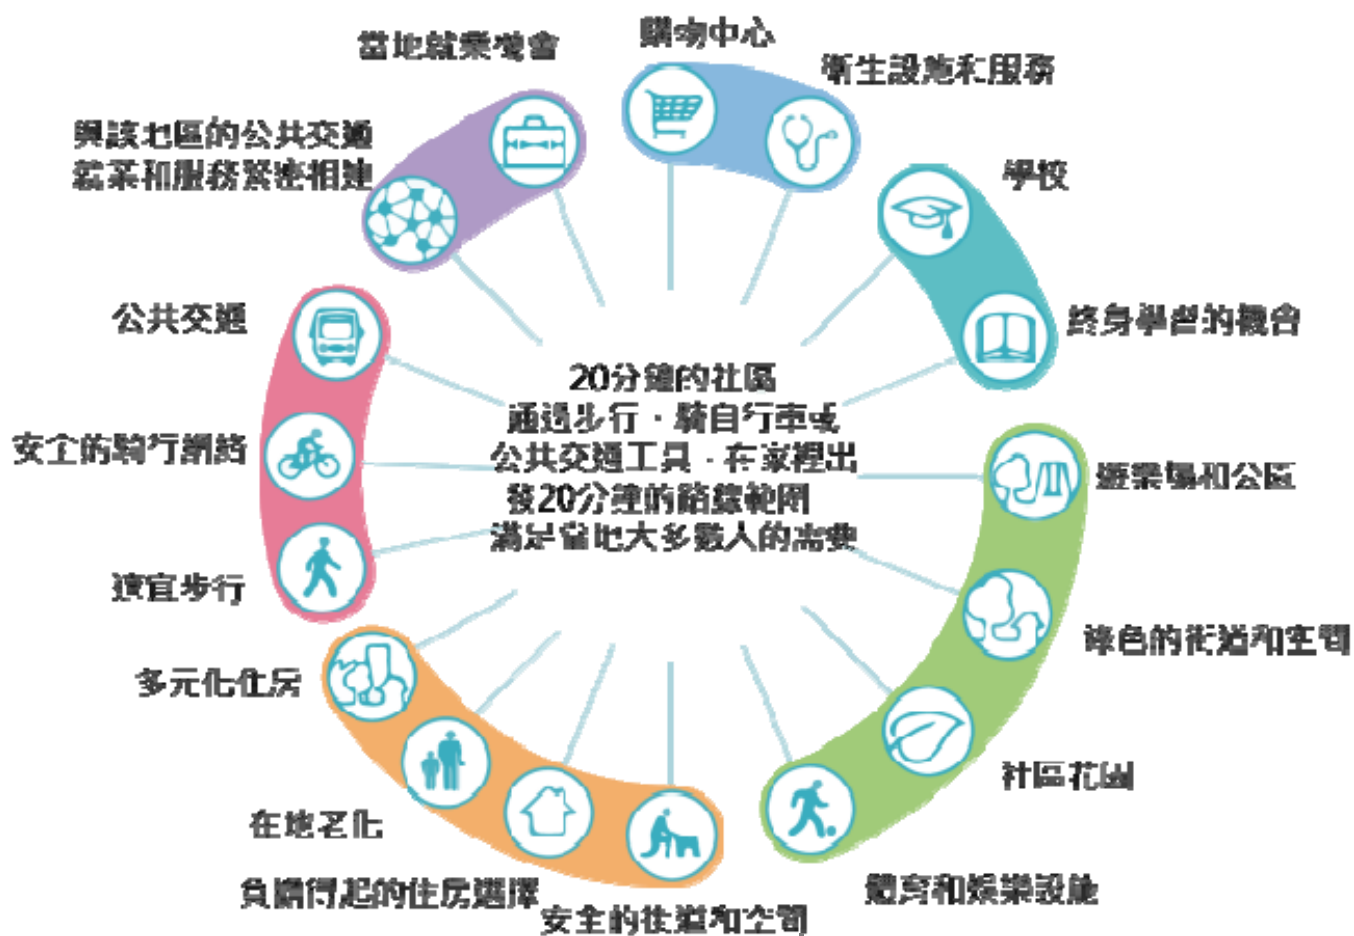 當地就業機會
購物中心
衛生設施和服務
與該地區的公共交通
就業和服務緊密相連
學校
公共交通
終身學習的機會
20分鐘的社區
通過步行，騎自行車或
公共交通工具，在家裡出
發20分鐘的路線範圍
滿足當地大多數人的需要
安全的騎行網絡
遊樂場和公區
適宜步行
綠色的街道和空間
多元化住房
社區花園
在地老化
負擔得起的住房選擇
安全的街道和空間
體育和娛樂設施